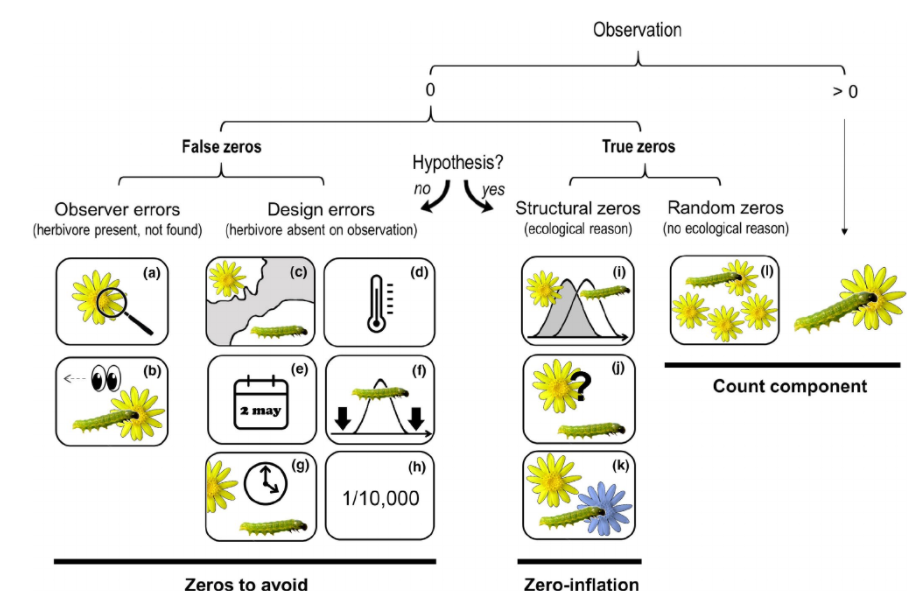 Observation
0
> 0
False zeros
True zeros
Hypothesis?
no
yes
Observer errors
(herbivore present, not found)
Design errors
(herbivore absent on observation)
Structural zeros
(ecological reason)
Random zeros
(no ecological reason)
(a)
(c)
(d)
(i)
(l)
(b)
(e)
2 may
(f)
(j)
Count component
(g)
(h)
1/10,000
(k)
Zeros to avoid
Zero-inflation